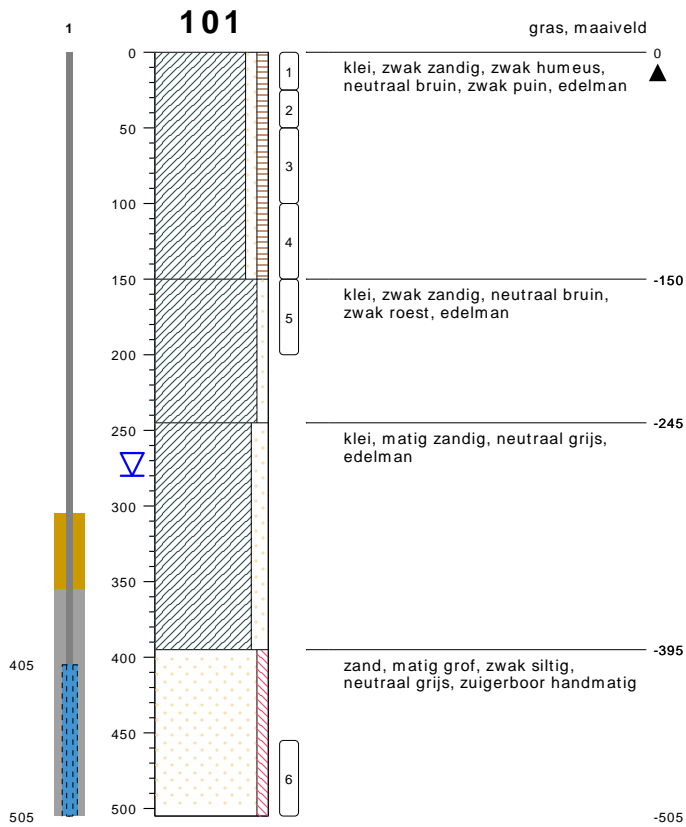 1
101
gras, maaiveld
0
50
100
150
200
250
300
350
400
450
500
405
505
1
2
3
4
5
6
klei, zwak zandig, zwak humeus,
neutraal bruin, zwak puin, edelman
0
klei, zwak zandig, neutraal bruin,
zwak roest, edelman
-150
klei, matig zandig, neutraal grijs,
edelman
-245
zand, matig grof, zwak siltig,
neutraal grijs, zuigerboor handmatig
-395
-505